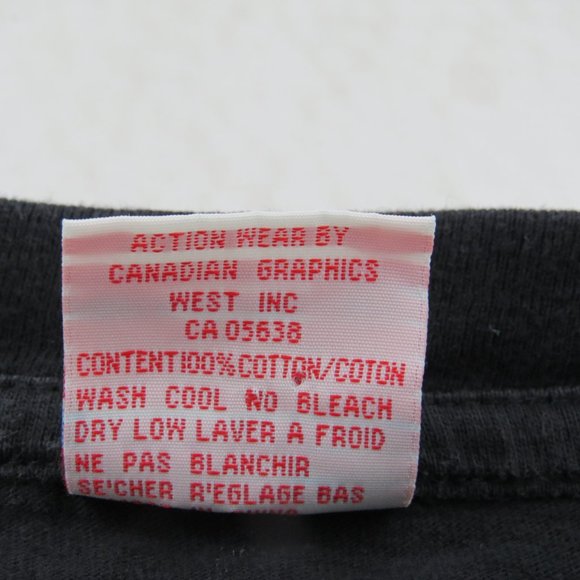 ACTION WEAR BY
CANADIAN GRAPHICS
WEST INC
CA 05638
CONTENT100%COTTON/COTON
WASH COOL NO BLEACH
DRY LOW LAVER A FROID
NE PAS BLANCHIR
SE'CHER R'EGLAGE BAS